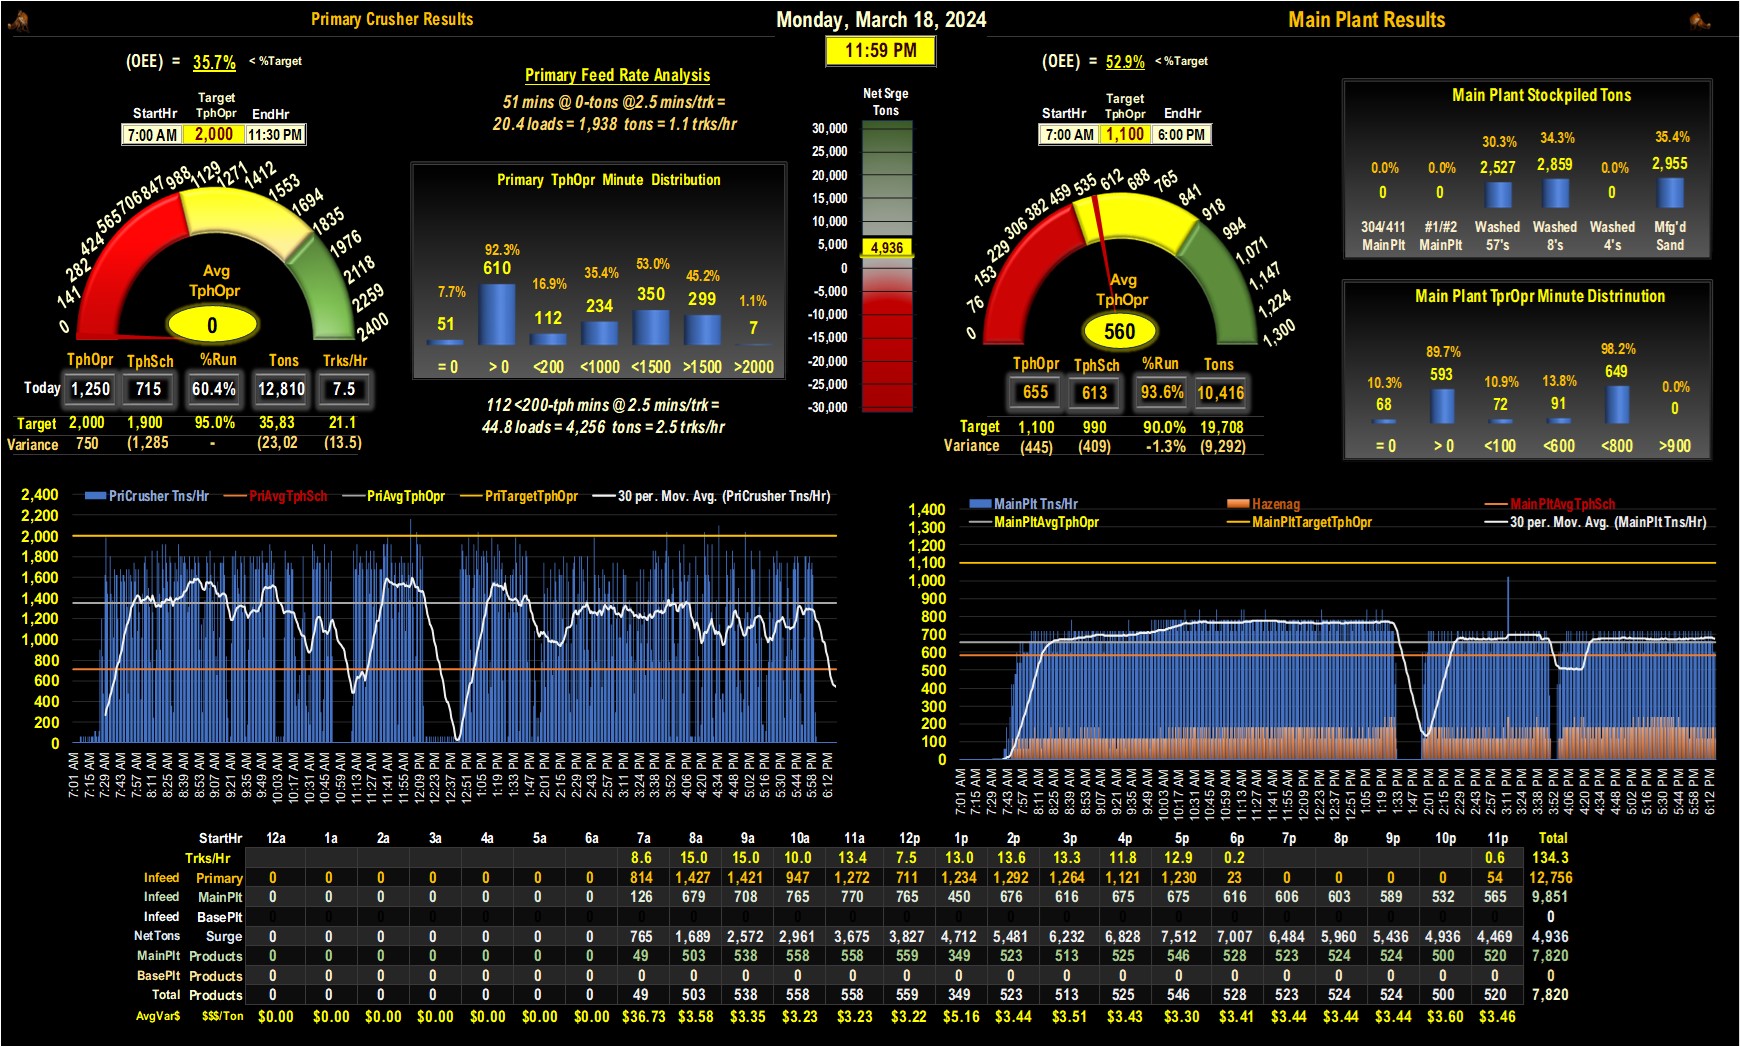 Primary Crusher Results
Monday, March 18, 2024
Main Plant Results
11:59 PM
(OEE) = 35.7% < %Target
StartHr Target TphOpr EndHr
7:00 AM 2,000 11:30 PM
0 141 282 424 565 706 847 988 1129 1271 1412 1553 1694 1835 1976 2118 2259 2400
Avg
TphOpr
0
TphOpr TphSch %Run Tons Trks/Hr
Today 1,250 715 60.4% 12,810 7.5
Target 2,000 1,900 95.0% 35,83 21.1
Variance 750 (1,285 - (23,02 (13.5)
Primary Feed Rate Analysis
51 mins @ 0-tons @2.5 mins/trk =
20.4 loads = 1,938 tons = 1.1 trks/hr
Primary TphOpr Minute Distribution
7.7% 92.3% 16.9% 35.4% 53.0% 45.2% 1.1%
51 610 112 234 350 299 7
= 0 > 0 <200 <1000 <1500 >1500 >2000
112 <200-tph mins @ 2.5 mins/trk =
44.8 loads = 4,256 tons = 2.5 trks/hr
Net Srge
Tons
30,000
25,000
20,000
15,000
10,000
5,000
4,936
0
-5,000
-10,000
-15,000
-20,000
-25,000
-30,000
(OEE) = 52.9% < %Target
StartHr Target TphOpr EndHr
7:00 AM 1,100 6:00 PM
0 76 153 229 306 382 459 535 612 688 765 841 918 994 1,071 1,147 1,224 1,300
Avg
TphOpr
560
TphOpr TphSch %Run Tons
655 613 93.6% 10,416
Target 1,100 990 90.0% 19,708
Variance (445) (409) -1.3% (9,292)
Main Plant Stockpiled Tons
0.0% 0.0% 30.3% 34.3% 0.0% 35.4%
0 0 2,527 2,859 0 2,955
304/411 #1/#2 Washed Washed Washed Mfg'd
MainPlt MainPlt 57's 8's 4's Sand
Main Plant TprOpr Minute Distrinution
10.3% 89.7% 10.9% 13.8% 98.2% 0.0%
68 593 72 91 649 0
= 0 > 0 <100 <600 <800 >900
PriCrusher Tns/Hr PriAvgTphSch PriAvgTphOpr PriTargetTphOpr 30 per. Mov. Avg. (PriCrusher Tns/Hr)
2,400
2,200
2,000
1,800
1,600
1,400
1,200
1,000
800
600
400
200
0
7:01 AM 7:15 AM 7:29 AM 7:43 AM 7:57 AM 8:11 AM 8:25 AM 8:39 AM 8:53 AM 9:07 AM 9:21 AM 9:35 AM 9:49 AM 10:03 AM 10:17 AM 10:31 AM 10:45 AM 10:59 AM 11:13 AM 11:27 AM 11:41 AM 11:55 AM 12:09 PM 12:23 PM 12:37 PM 12:51 PM 1:05 PM 1:19 PM 1:33 PM 1:47 PM 2:01 PM 2:15 PM 2:29 PM 2:43 PM 2:57 PM 3:11 PM 3:24 PM 3:38 PM 3:52 PM 4:06 PM 4:20 PM 4:34 PM 4:48 PM 5:02 PM 5:16 PM 5:30 PM 5:44 PM 5:58 PM 6:12 PM
MainPlt Tns/Hr Hazenag MainPltAvgTphSch
MainPltAvgTphOpr MainPltTargetTphOpr 30 per. Mov. Avg. (MainPlt Tns/Hr)
1,400
1,300
1,200
1,100
1,000
900
800
700
600
500
400
300
200
100
0
7:01 AM 7:15 AM 7:29 AM 7:43 AM 7:57 AM 8:11 AM 8:25 AM 8:39 AM 8:53 AM 9:07 AM 9:21 AM 9:35 AM 9:49 AM 10:03 AM 10:17 AM 10:31 AM 10:45 AM 10:59 AM 11:13 AM 11:27 AM 11:41 AM 11:55 AM 12:09 PM 12:23 PM 12:37 PM 12:51 PM 1:05 PM 1:19 PM 1:33 PM 1:47 PM 2:01 PM 2:15 PM 2:29 PM 2:43 PM 2:57 PM 3:11 PM 3:24 PM 3:38 PM 3:52 PM 4:06 PM 4:20 PM 4:34 PM 4:48 PM 5:02 PM 5:16 PM 5:30 PM 5:44 PM 5:58 PM 6:12 PM
StartHr 12a 1a 2a 3a 4a 5a 6a 7a 8a 9a 10a 11a 12p 1p 2p 3p 4p 5p 6p 7p 8p 9p 10p 11p Total
Trks/Hr 8.6 15.0 15.0 10.0 13.4 7.5 13.0 13.6 13.3 11.8 12.9 0.2 0.6 134.3
Infeed Primary 0 0 0 0 0 0 0 814 1,427 1,421 947 1,272 711 1,234 1,292 1,264 1,121 1,230 23 0 0 0 0 54 12,756
Infeed MainPlt 0 0 0 0 0 0 0 126 679 708 765 770 765 450 676 616 675 675 616 606 603 589 532 565 9,851
Infeed BasePlt 0 0 0 0 0 0 0 0 0 0 0 0 0 0 0 0 0 0 0 0 0 0 0 0 0
NetTons Surge 0 0 0 0 0 0 0 765 1,689 2,572 2,961 3,675 3,827 4,712 5,481 6,232 6,828 7,512 7,007 6,484 5,960 5,436 4,936 4,469 4,936
MainPlt Products 0 0 0 0 0 0 0 49 503 538 558 558 559 349 523 513 525 546 528 523 524 524 500 520 7,820
BasePlt Products 0 0 0 0 0 0 0 0 0 0 0 0 0 0 0 0 0 0 0 0 0 0 0 0 0
Total Products 0 0 0 0 0 0 0 49 503 538 558 558 559 349 523 513 525 546 528 523 524 524 500 520 7,820
AvgVar$ $$$/Ton $0.00 $0.00 $0.00 $0.00 $0.00 $0.00 $0.00 $36.73 $3.58 $3.35 $3.23 $3.23 $3.22 $5.16 $3.44 $3.51 $3.43 $3.30 $3.41 $3.44 $3.44 $3.44 $3.60 $3.46